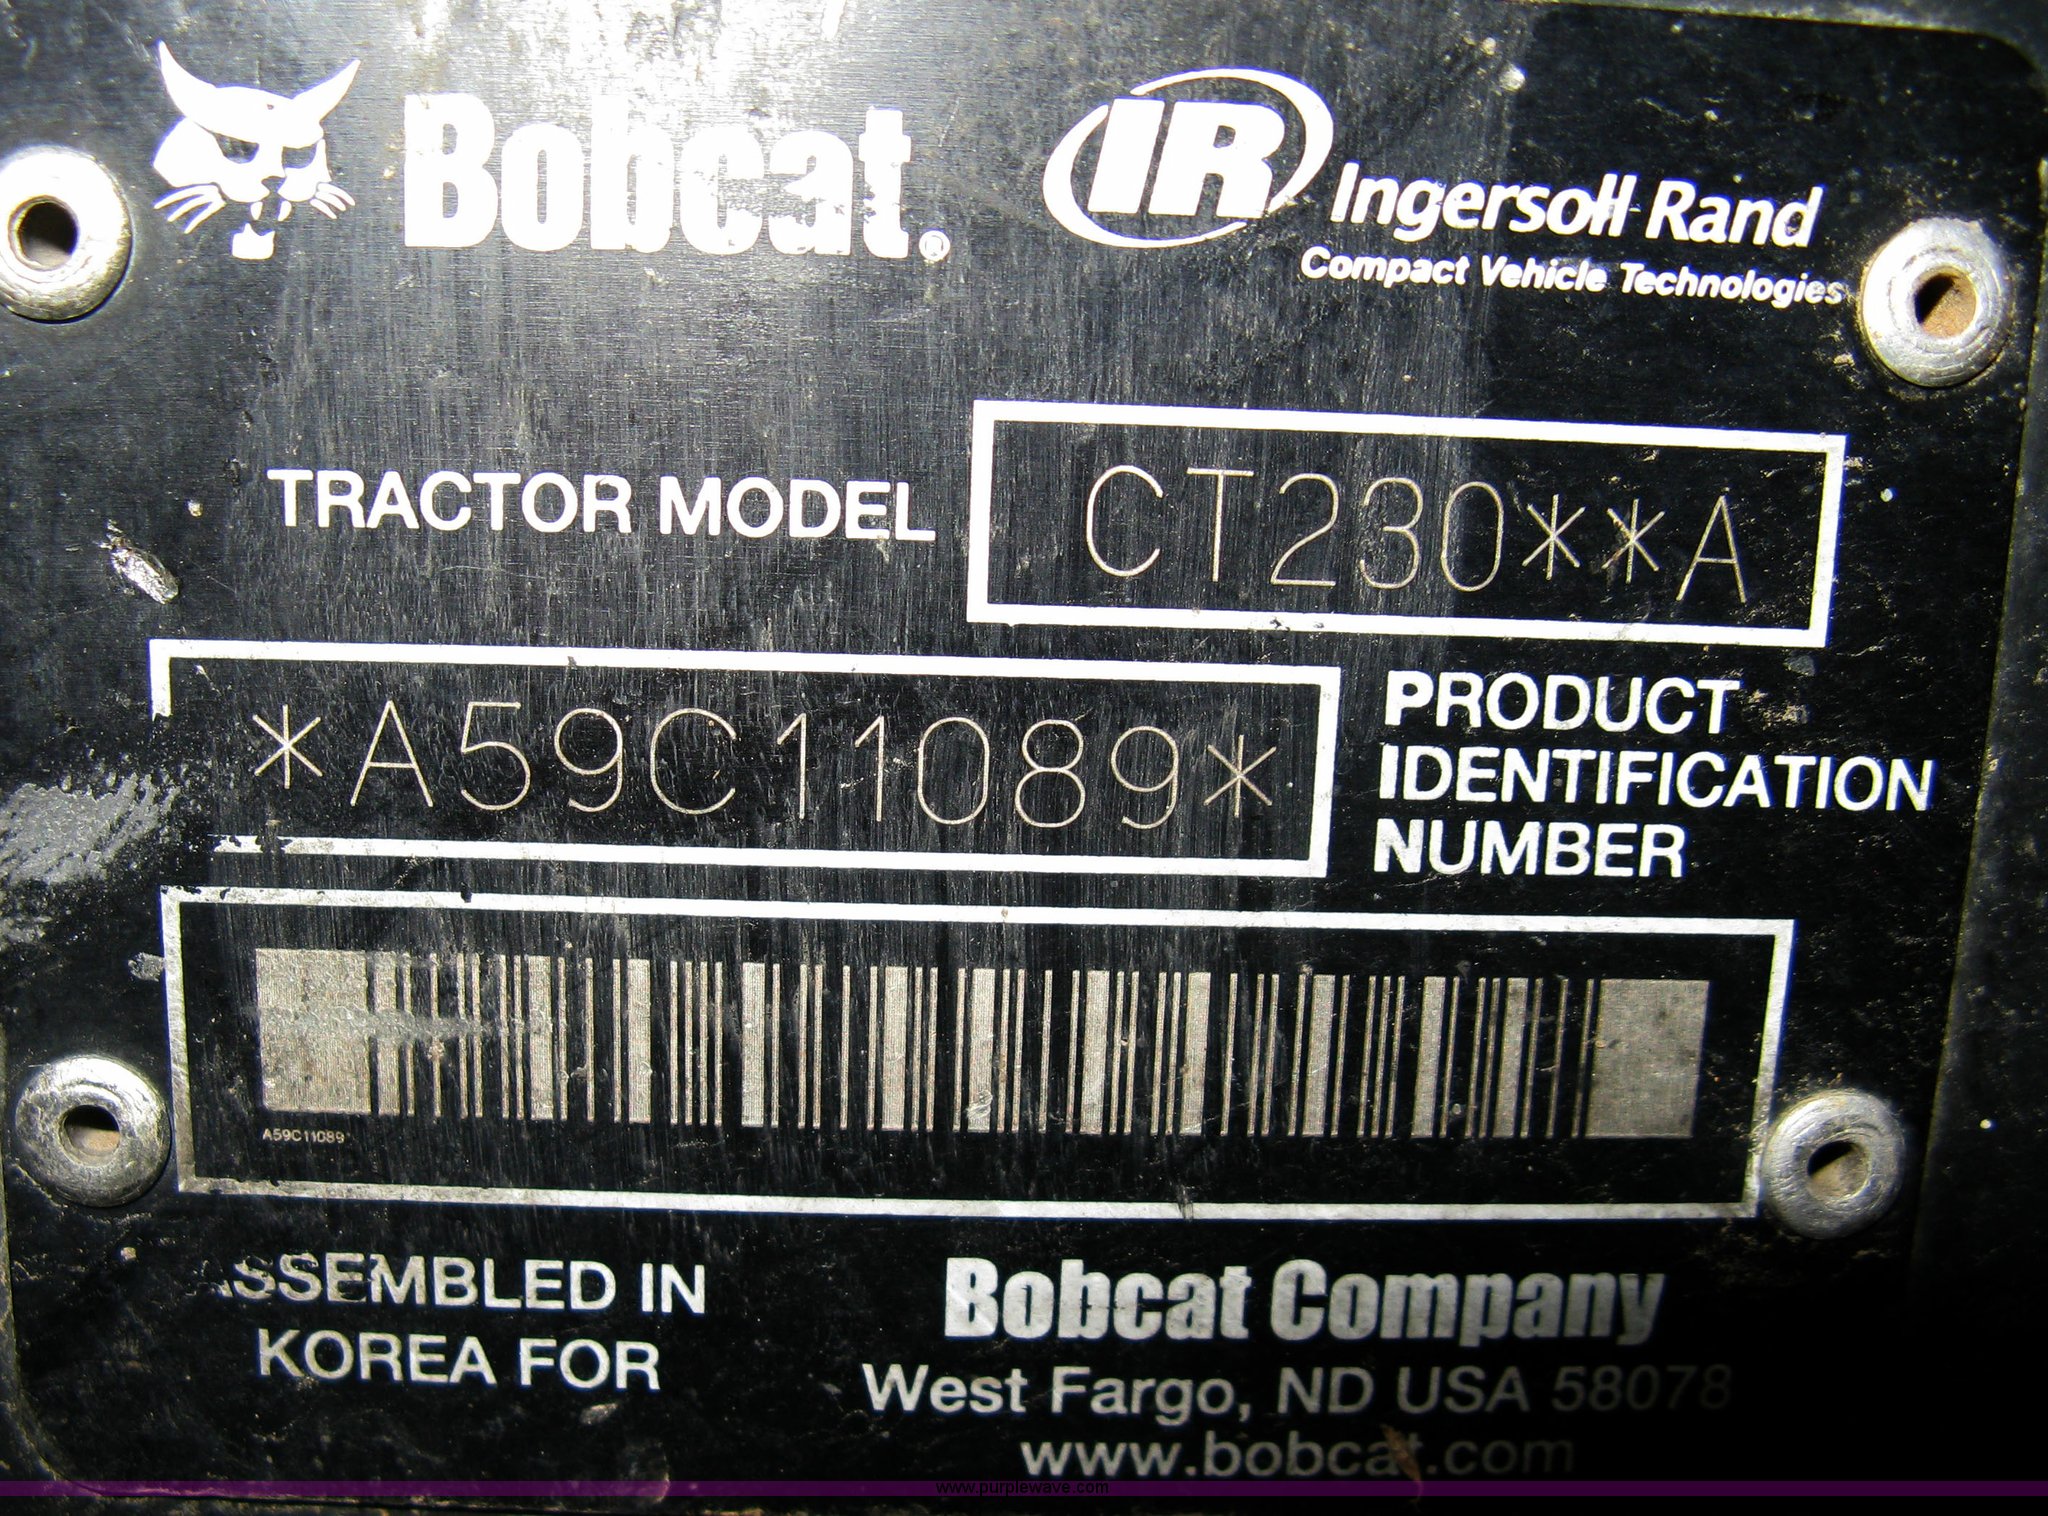 Bobcat®
IR Ingersoll Rand
Compact Vehicle Technologies
TRACTOR MODEL CT230**A
*A59C11089* PRODUCT
IDENTIFICATION
NUMBER
A59C11089
ASSEMBLED IN
KOREA FOR
Bobcat Company
West Fargo, ND USA 58078
www.bobcat.com
www.purplewave.com